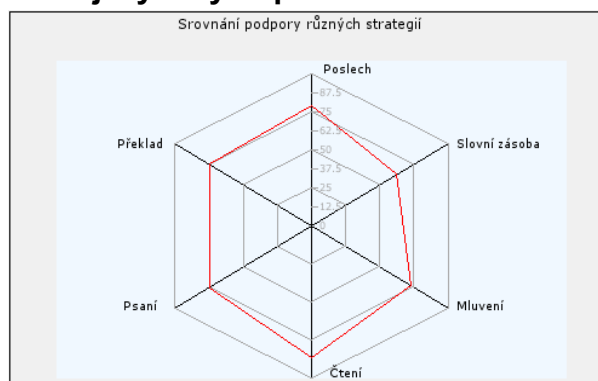 Srovnání podpory různých strategií
Poslech
87.5
75
Překlad
62.5
Slovní zásoba
50
37.5
25
12.5
0
Psaní
Mluvení
Čtení